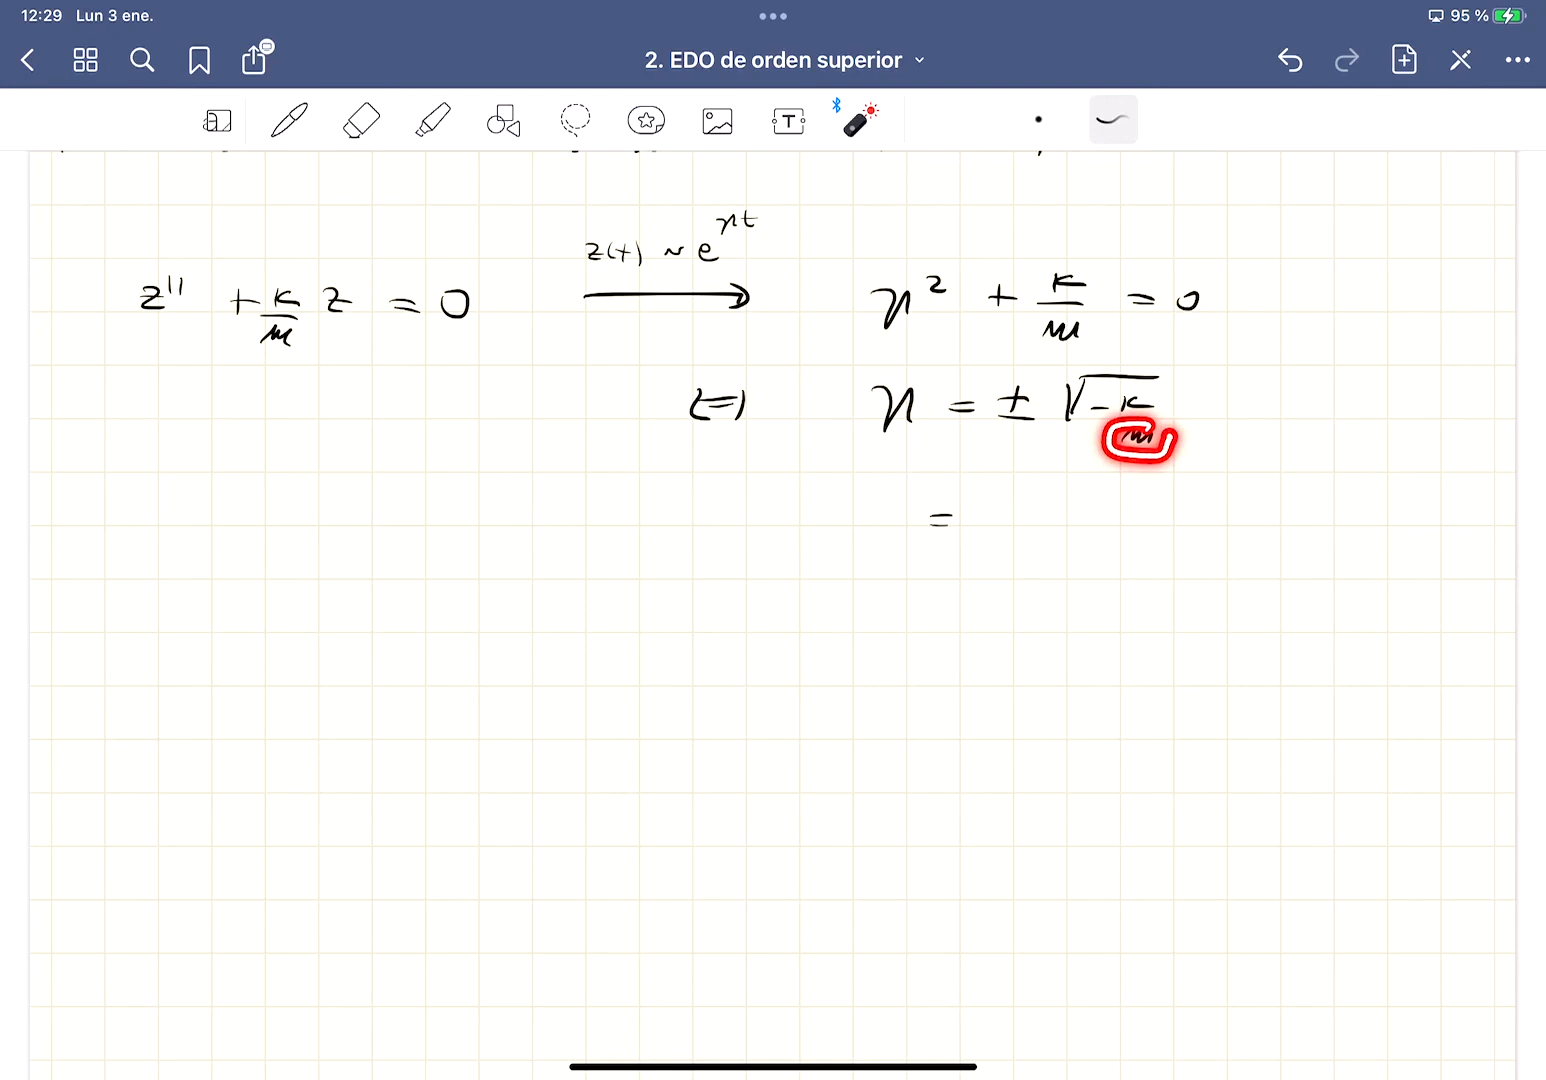 12:29 Lun 3 ene. 95 %
2. EDO de orden superior
T
z(t) ~ e^{rt}
z'' + k/m z = 0 → r² + k/m = 0
⇔ r = ± √(-k/m)
=